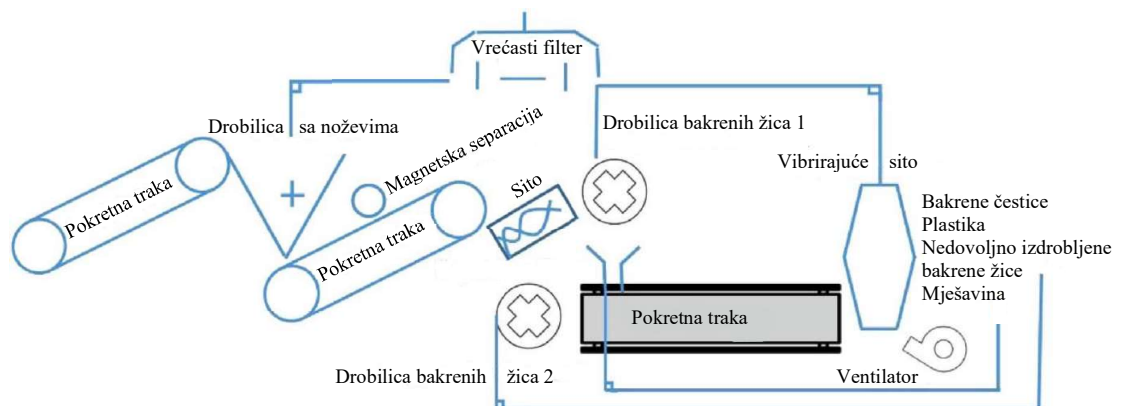 Vrećasti filter
Drobilica sa noževima
Magnetska separacija
Drobilica bakrenih žica 1
Vibrirajuće sito
Pokretna traka
Pokretna traka
Sito
Bakrene čestice
Plastika
Nedovoljno izdrobljene
bakrene žice
Mješavina
Pokretna traka
Drobilica bakrenih žica 2
Ventilator